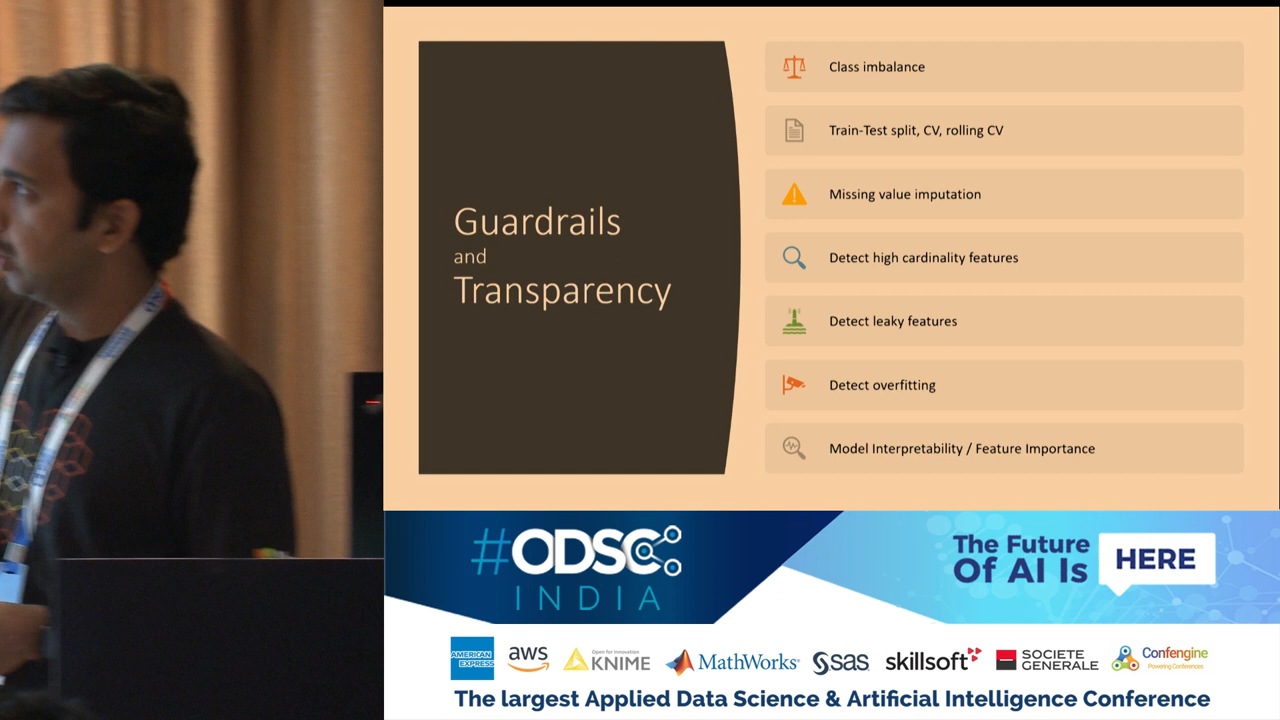 Guardrails
and
Transparency
Class imbalance
Train-Test split, CV, rolling CV
Missing value imputation
Detect high cardinality features
Detect leaky features
Detect overfitting
Model Interpretability / Feature Importance
#ODSC
INDIA
The Future
Of AI Is
HERE
AMERICAN
EXPRESS
aws
Open for Innovation
KNIME
MathWorks®
sas
skillsoft
SOCIETE
GENERALE
Confengine
Powering Conferences
The largest Applied Data Science & Artificial Intelligence Conference